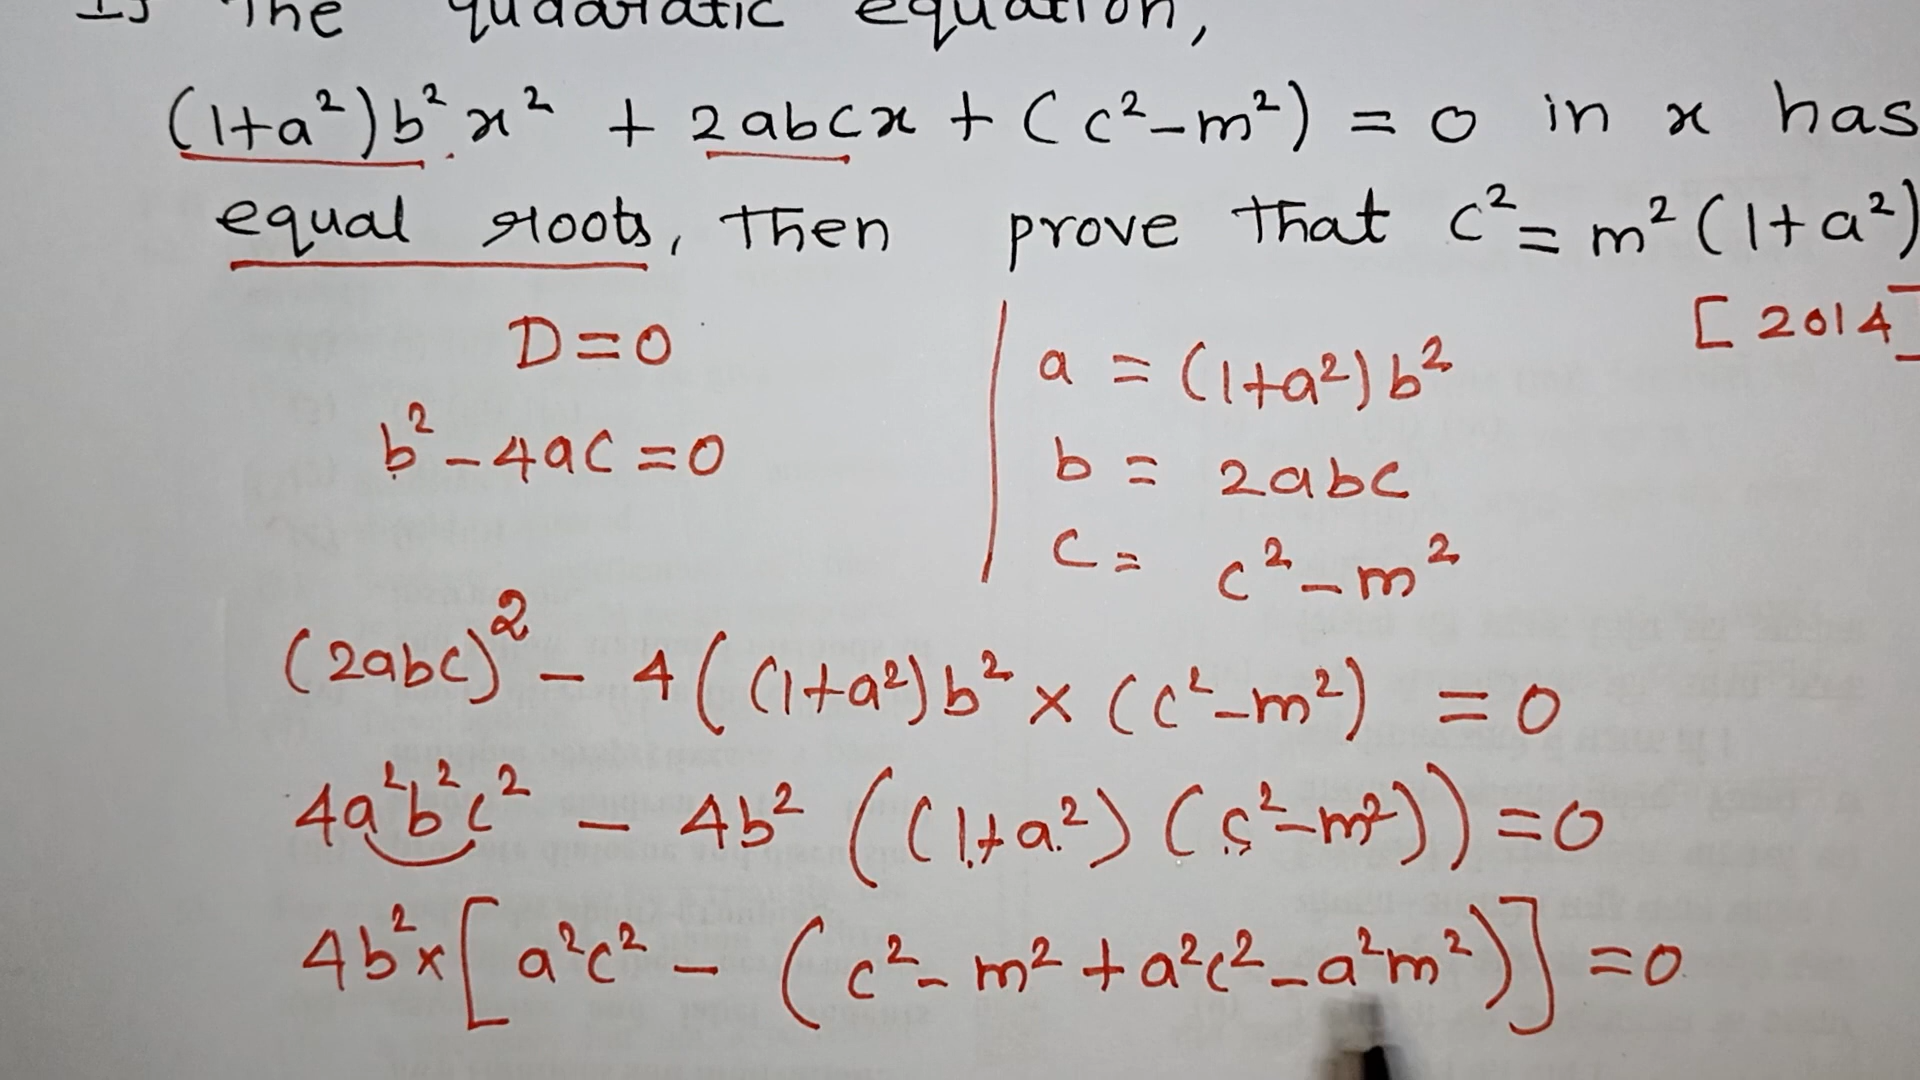 If the quadratic equation,
(1+a²)b²x² + 2abcx + (c²-m²) = 0 in x has
equal roots, Then prove that c² = m²(1+a²)
[2014]
D=0
b²-4ac=0
a = (1+a²)b²
b = 2abc
c = c²-m²
(2abc)² - 4((1+a²)b² × (c²-m²) = 0
4a²b²c² - 4b² ((1+a²) (c²-m²))=0
4b²×[a²c² - (c²-m²+a²c²-a²m²)]=0